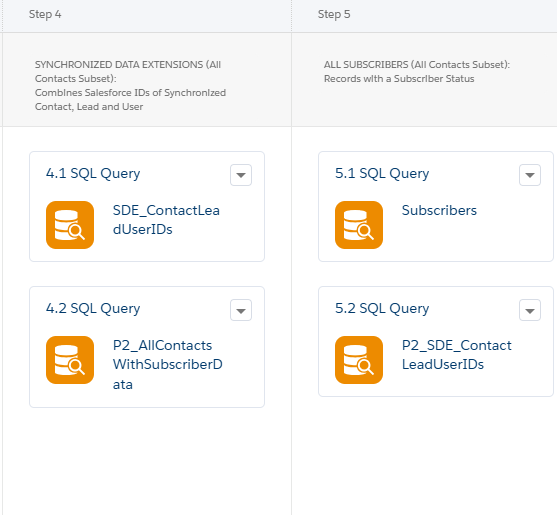 Step 4
SYNCHRONIZED DATA EXTENSIONS (All
Contacts Subset):
Combines Salesforce IDs of Synchronized
Contact, Lead and User
4.1 SQL Query
SDE_ContactLea
dUserIDs
4.2 SQL Query
P2_AllContacts
WithSubscriberD
ata
Step 5
ALL SUBSCRIBERS (All Contacts Subset):
Records with a Subscriber Status
5.1 SQL Query
Subscribers
5.2 SQL Query
P2_SDE_Contact
LeadUserIDs